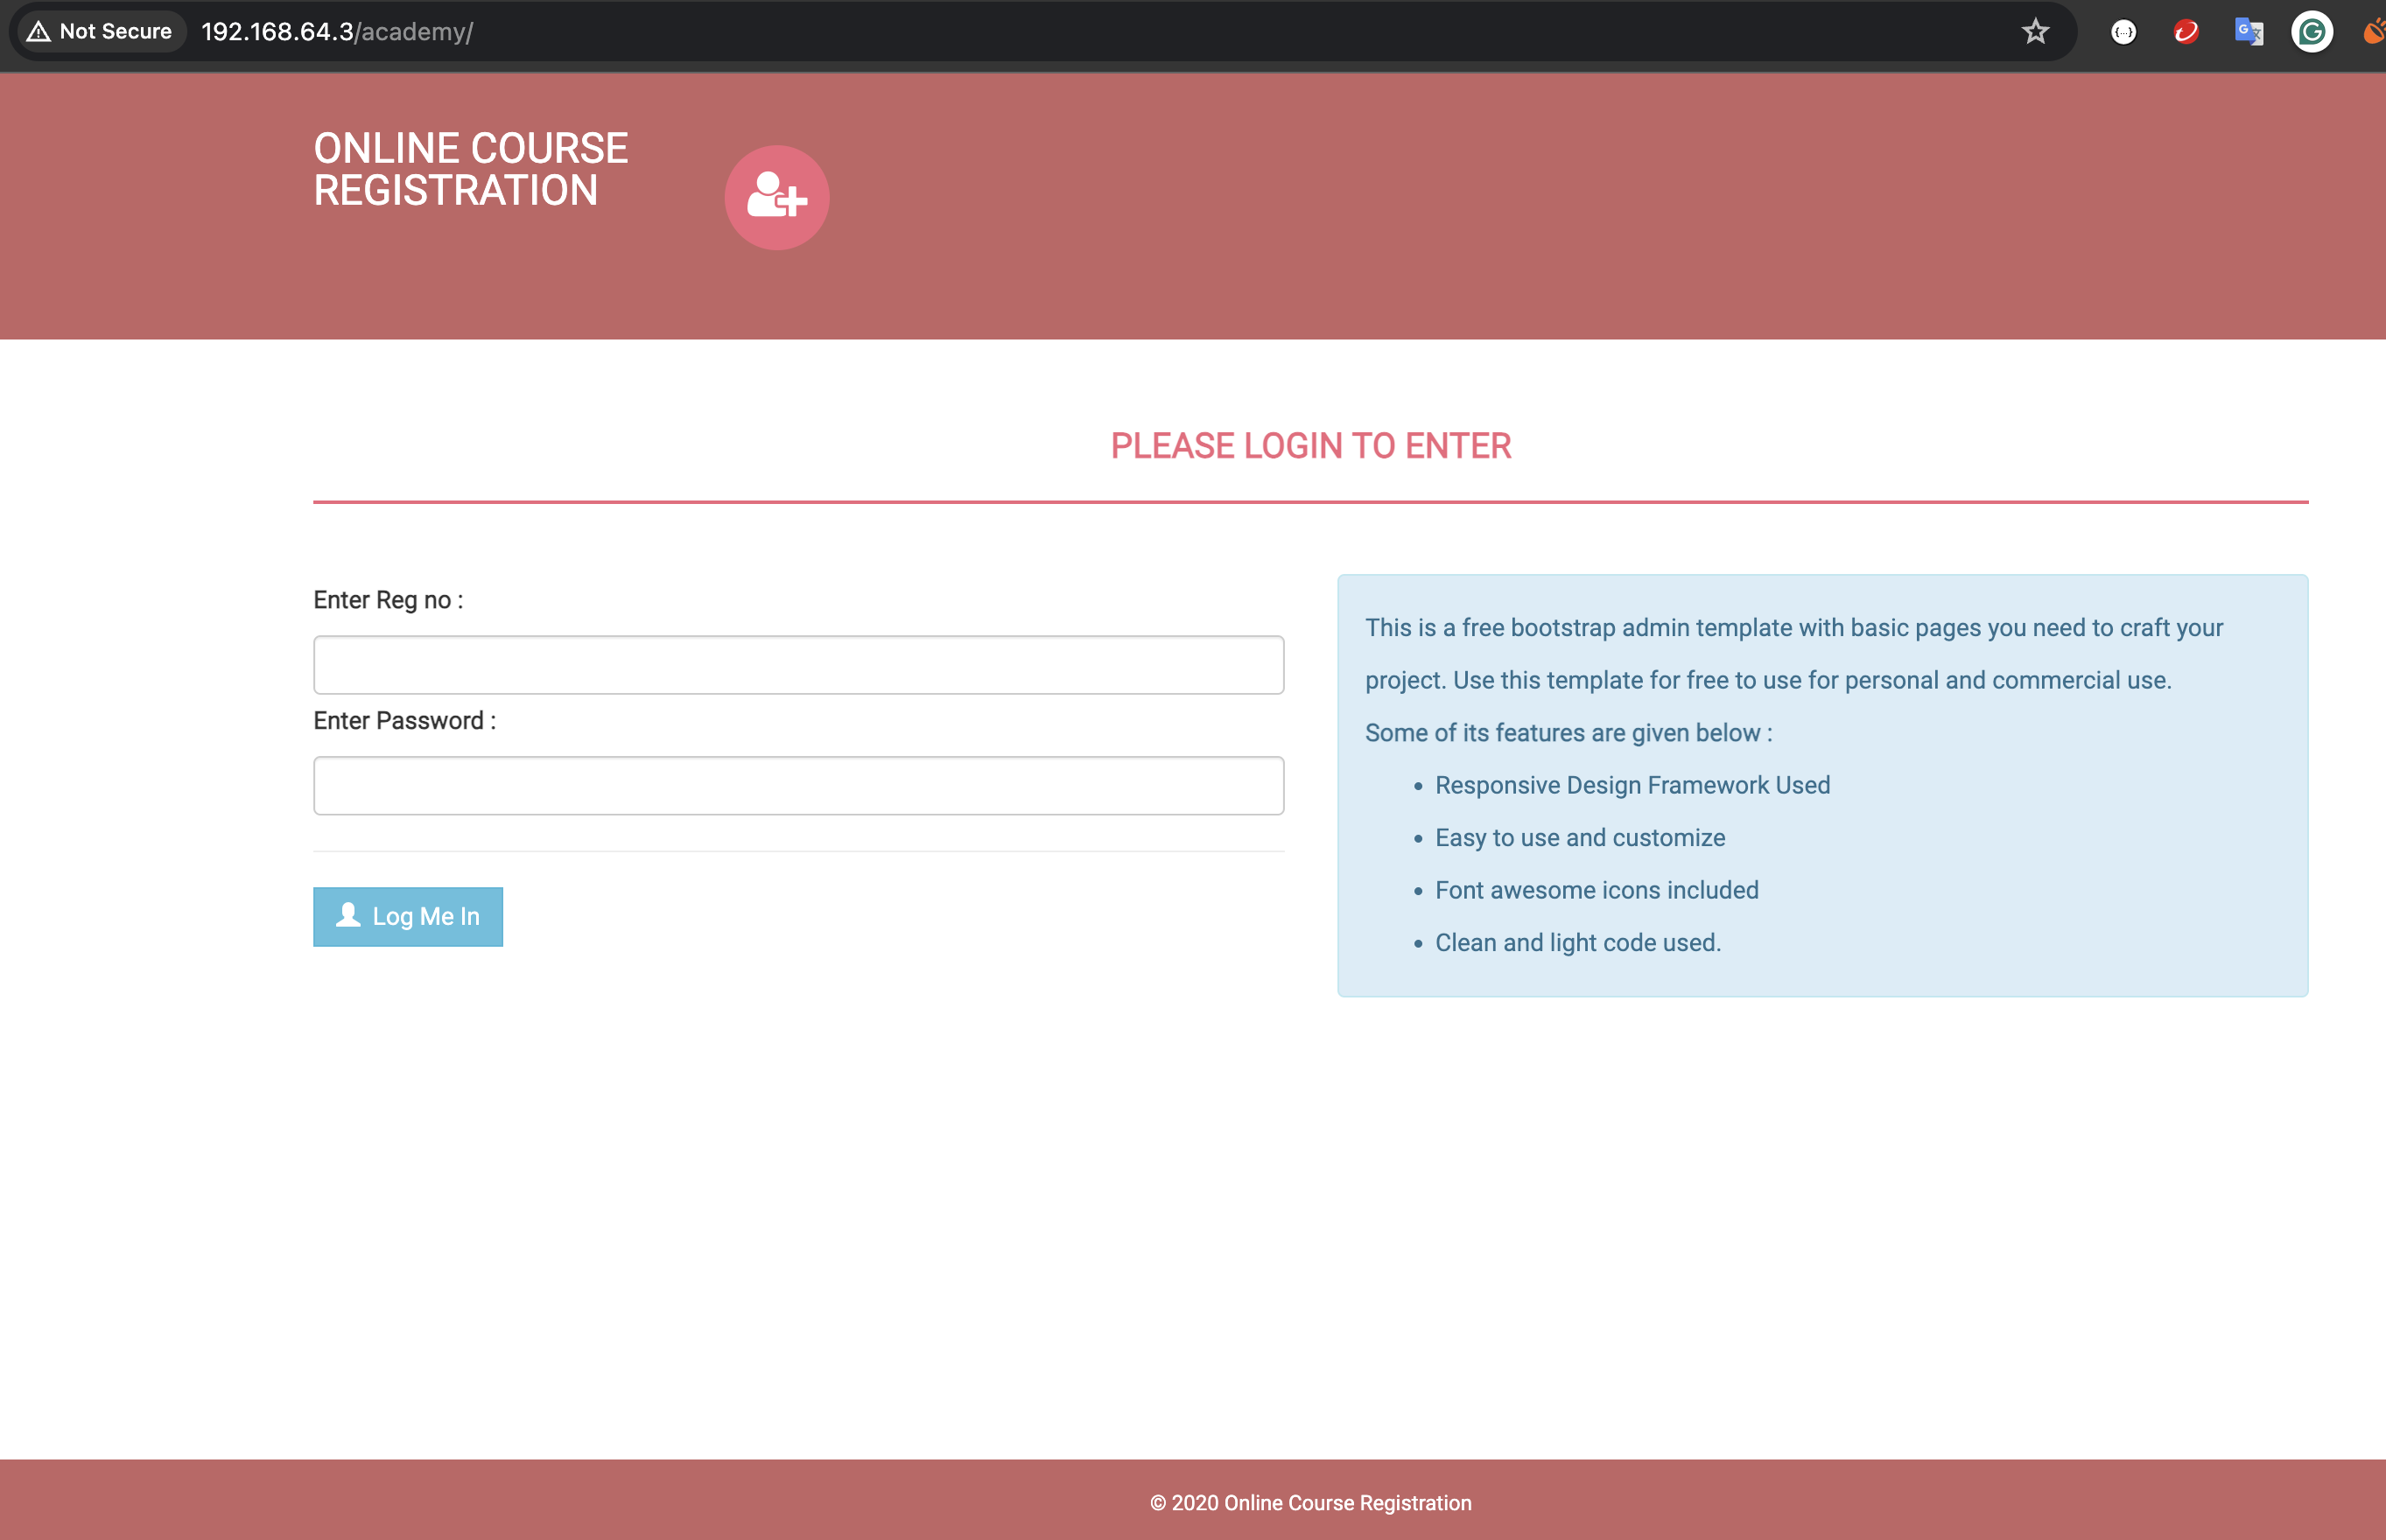 Not Secure 192.168.64.3/academy/
ONLINE COURSE
REGISTRATION
PLEASE LOGIN TO ENTER
Enter Reg no :
Enter Password :
Log Me In
This is a free bootstrap admin template with basic pages you need to craft your
project. Use this template for free to use for personal and commercial use.
Some of its features are given below :
• Responsive Design Framework Used
• Easy to use and customize
• Font awesome icons included
• Clean and light code used.
© 2020 Online Course Registration